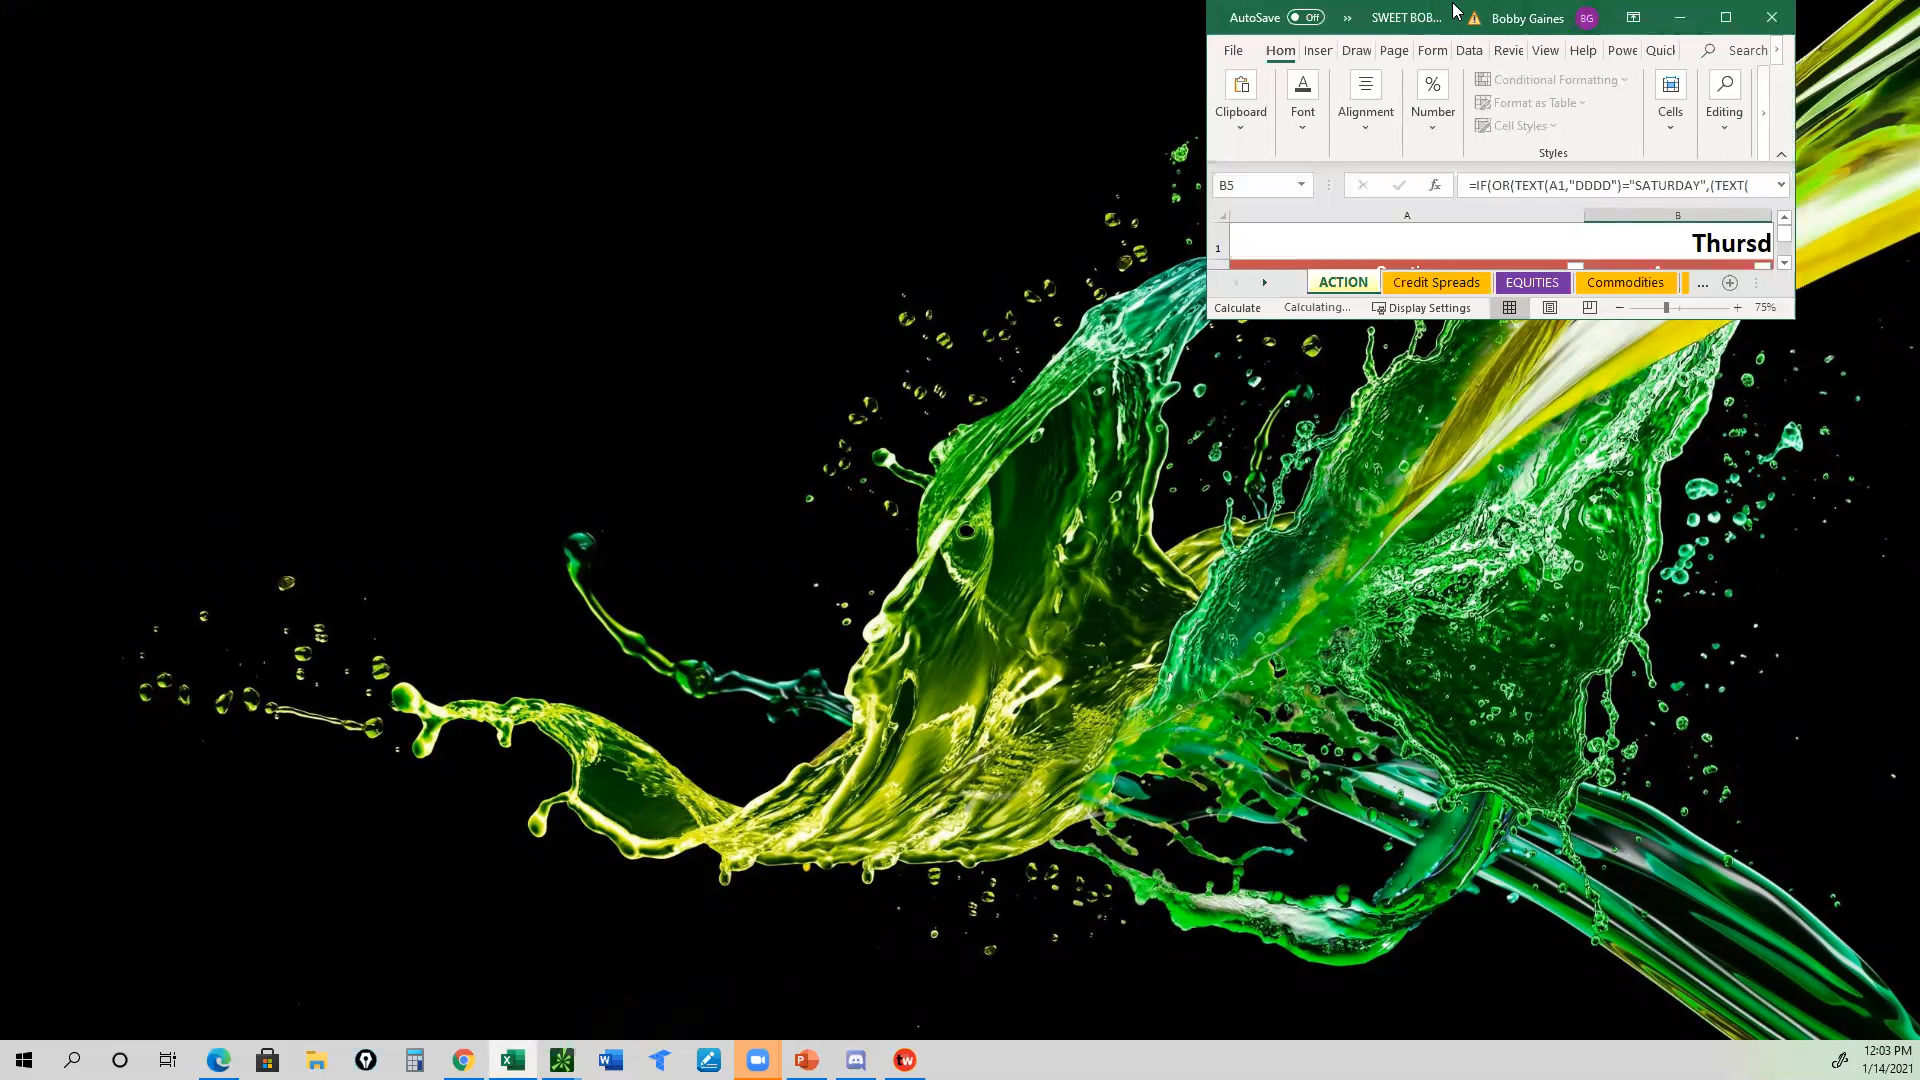 AutoSave Off » SWEET BOB... Bobby Gaines BG
File Hom Inser Draw Page Form Data Revie View Help Powe Quick Search
Clipboard Font Alignment Number Conditional Formatting Cells Editing
Format as Table
Cell Styles
Styles
B5 fx =IF(OR(TEXT(A1,"DDDD")="SATURDAY",(TEXT(
A B
1 Thursd
ACTION Credit Spreads EQUITIES Commodities ...
Calculate Calculating... Display Settings 75%
12:03 PM
1/14/2021